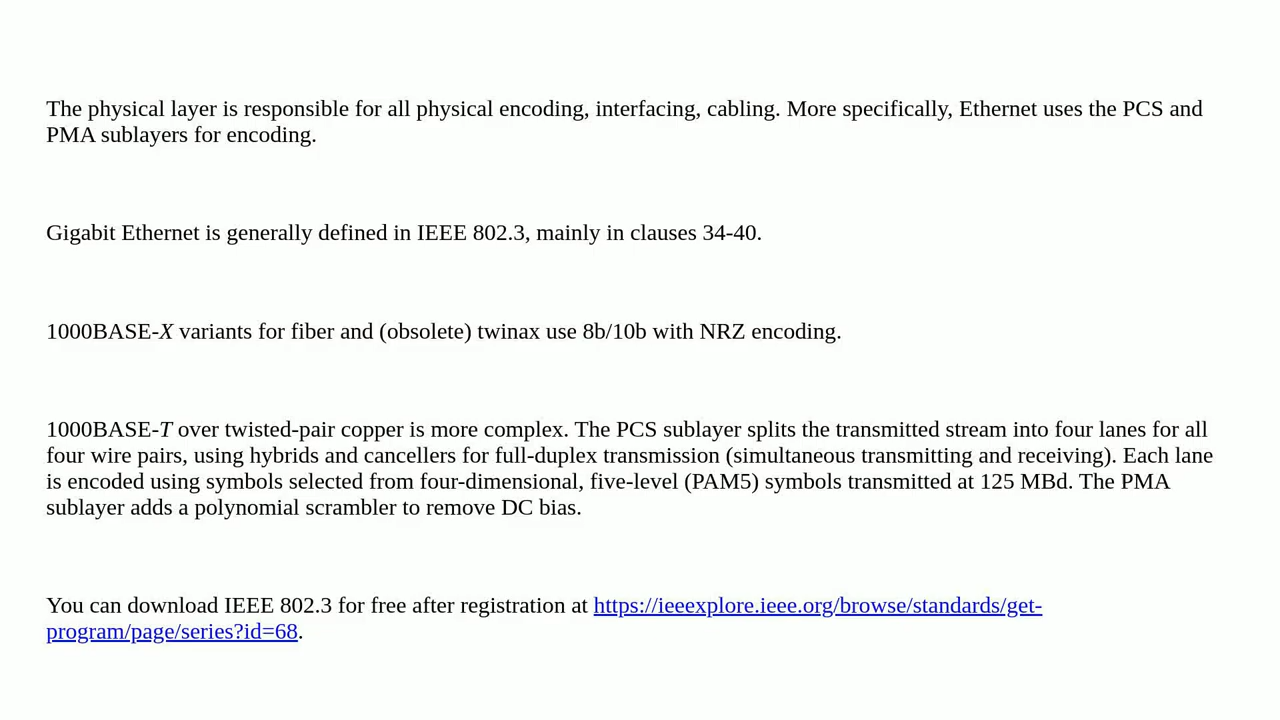 The physical layer is responsible for all physical encoding, interfacing, cabling. More specifically, Ethernet uses the PCS and
PMA sublayers for encoding.
Gigabit Ethernet is generally defined in IEEE 802.3, mainly in clauses 34-40.
1000BASE-X variants for fiber and (obsolete) twinax use 8b/10b with NRZ encoding.
1000BASE-T over twisted-pair copper is more complex. The PCS sublayer splits the transmitted stream into four lanes for all
four wire pairs, using hybrids and cancellers for full-duplex transmission (simultaneous transmitting and receiving). Each lane
is encoded using symbols selected from four-dimensional, five-level (PAM5) symbols transmitted at 125 MBd. The PMA
sublayer adds a polynomial scrambler to remove DC bias.
You can download IEEE 802.3 for free after registration at https://ieeexplore.ieee.org/browse/standards/get-
program/page/series?id=68.